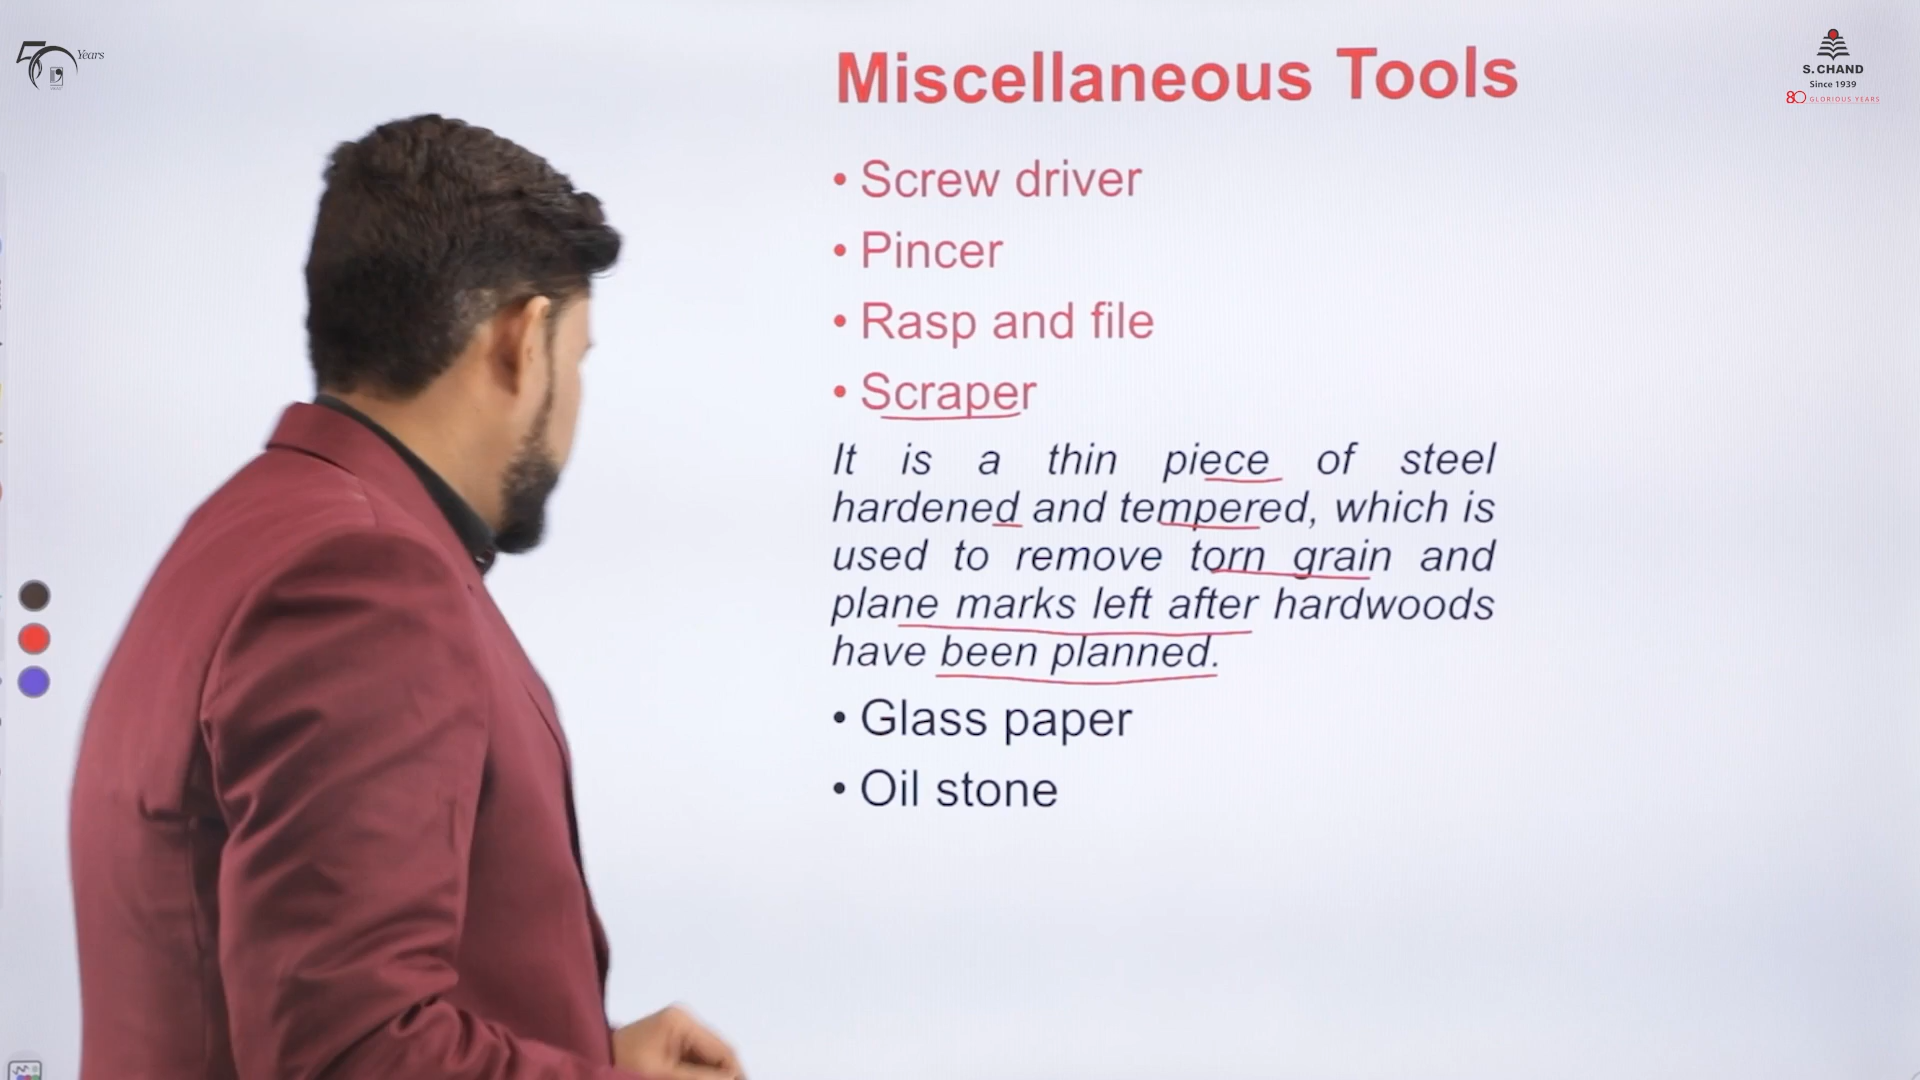 50 Years
Miscellaneous Tools
S. CHAND
Since 1939
80 GLORIOUS YEARS
• Screw driver
• Pincer
• Rasp and file
• Scraper
It is a thin piece of steel
hardened and tempered, which is
used to remove torn grain and
plane marks left after hardwoods
have been planned.
• Glass paper
• Oil stone